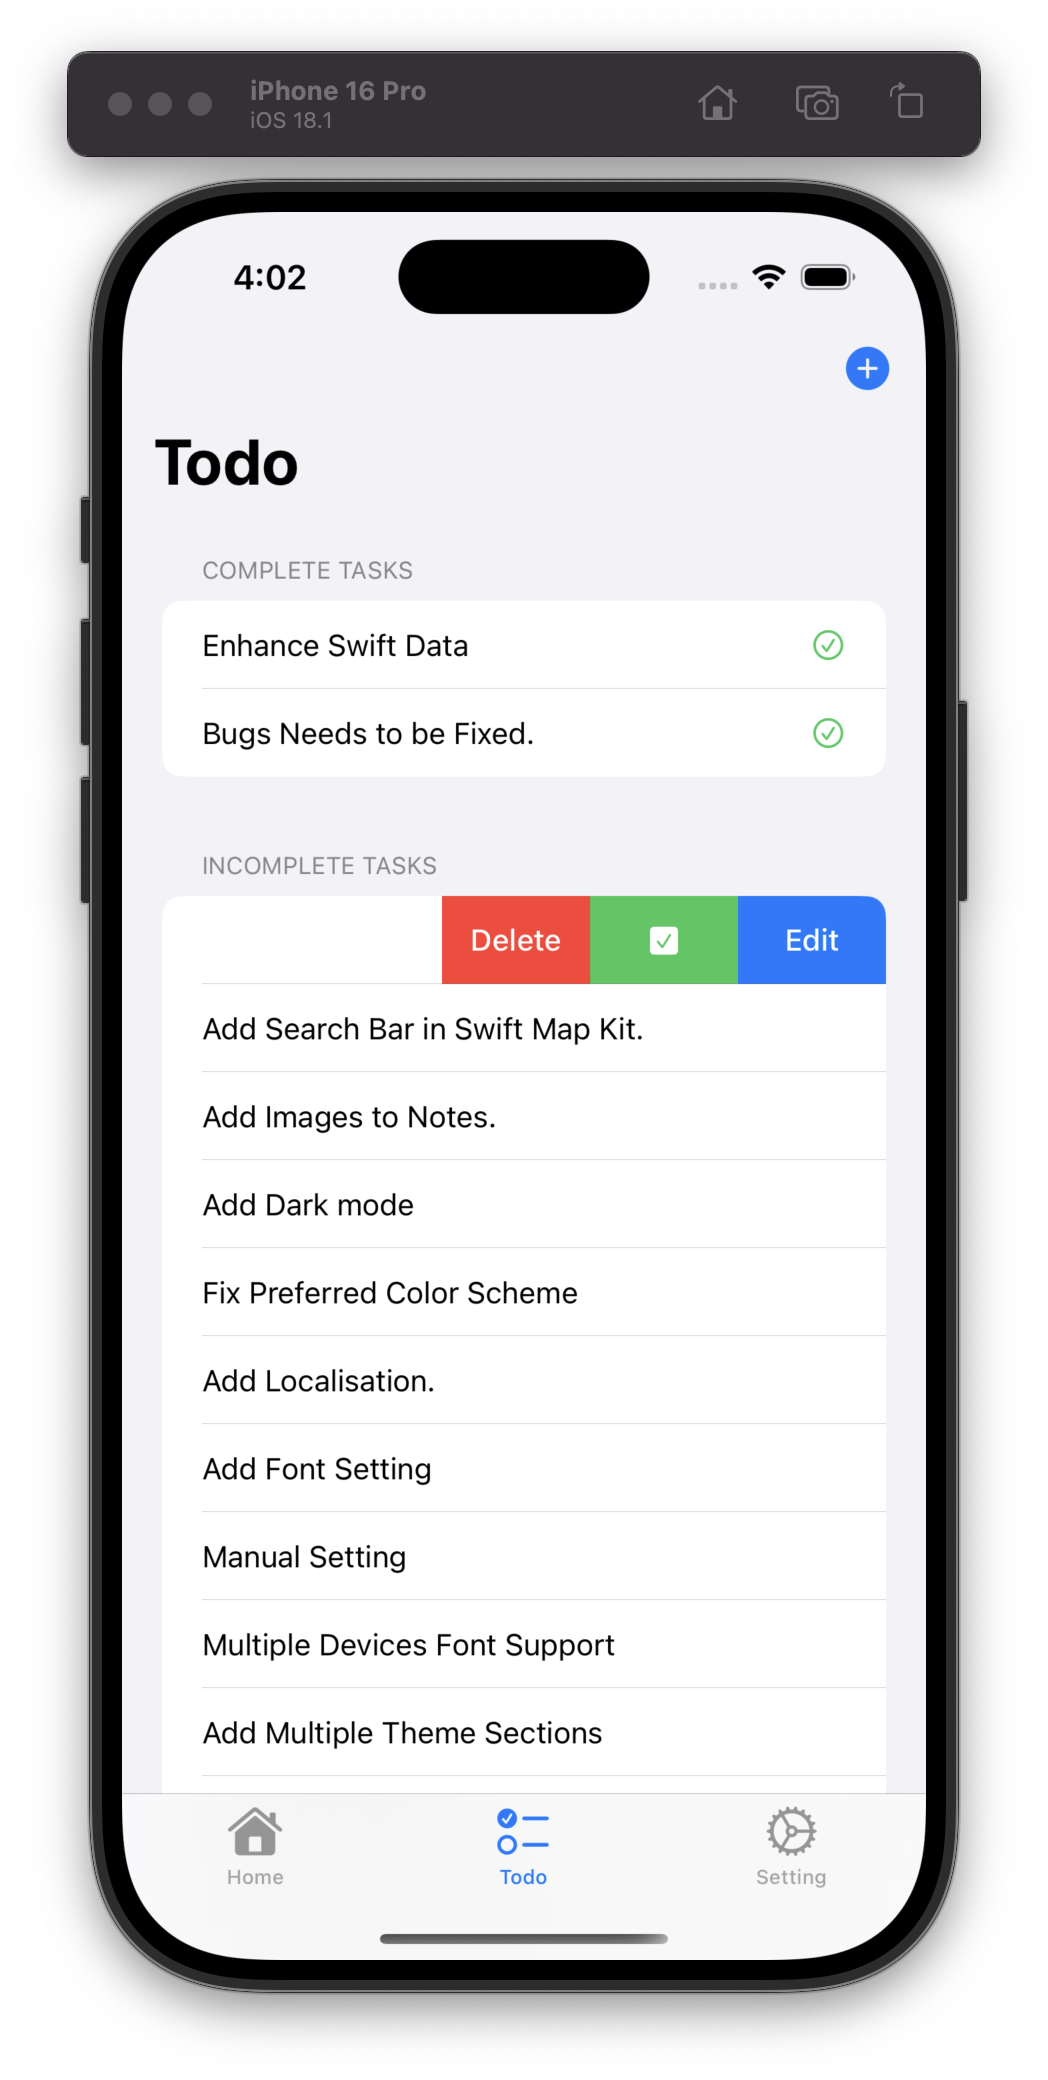 iPhone 16 Pro
iOS 18.1
4:02
Todo
COMPLETE TASKS
Enhance Swift Data
Bugs Needs to be Fixed.
INCOMPLETE TASKS
Delete Edit
Add Search Bar in Swift Map Kit.
Add Images to Notes.
Add Dark mode
Fix Preferred Color Scheme
Add Localisation.
Add Font Setting
Manual Setting
Multiple Devices Font Support
Add Multiple Theme Sections
Home Todo Setting